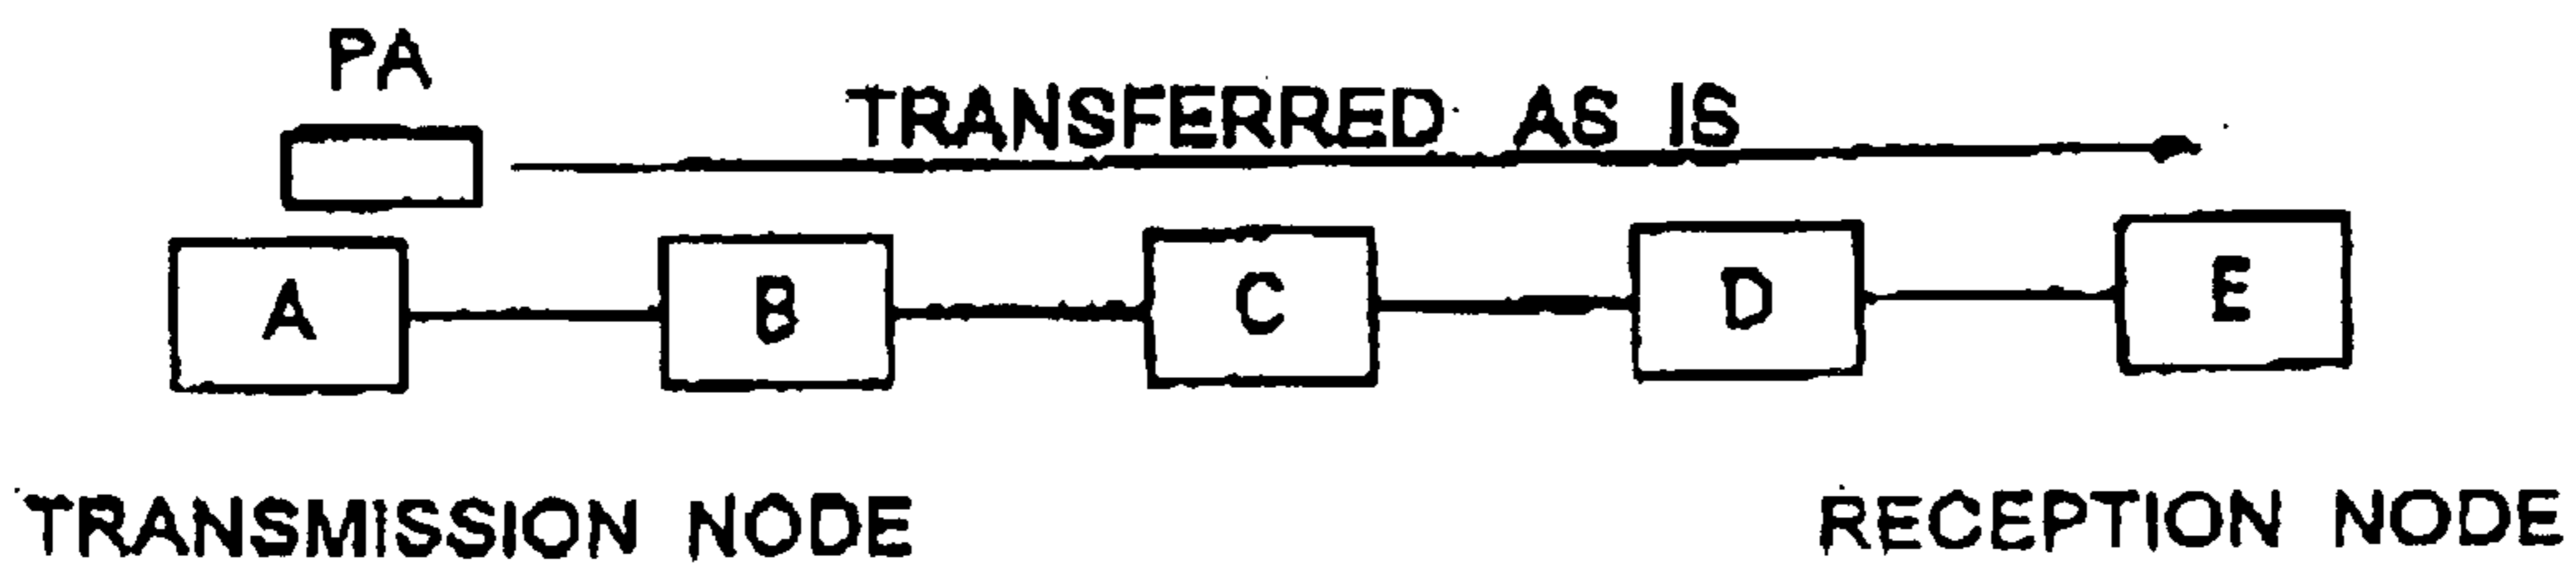 PA
TRANSFERRED AS IS
A B C D E
TRANSMISSION NODE RECEPTION NODE